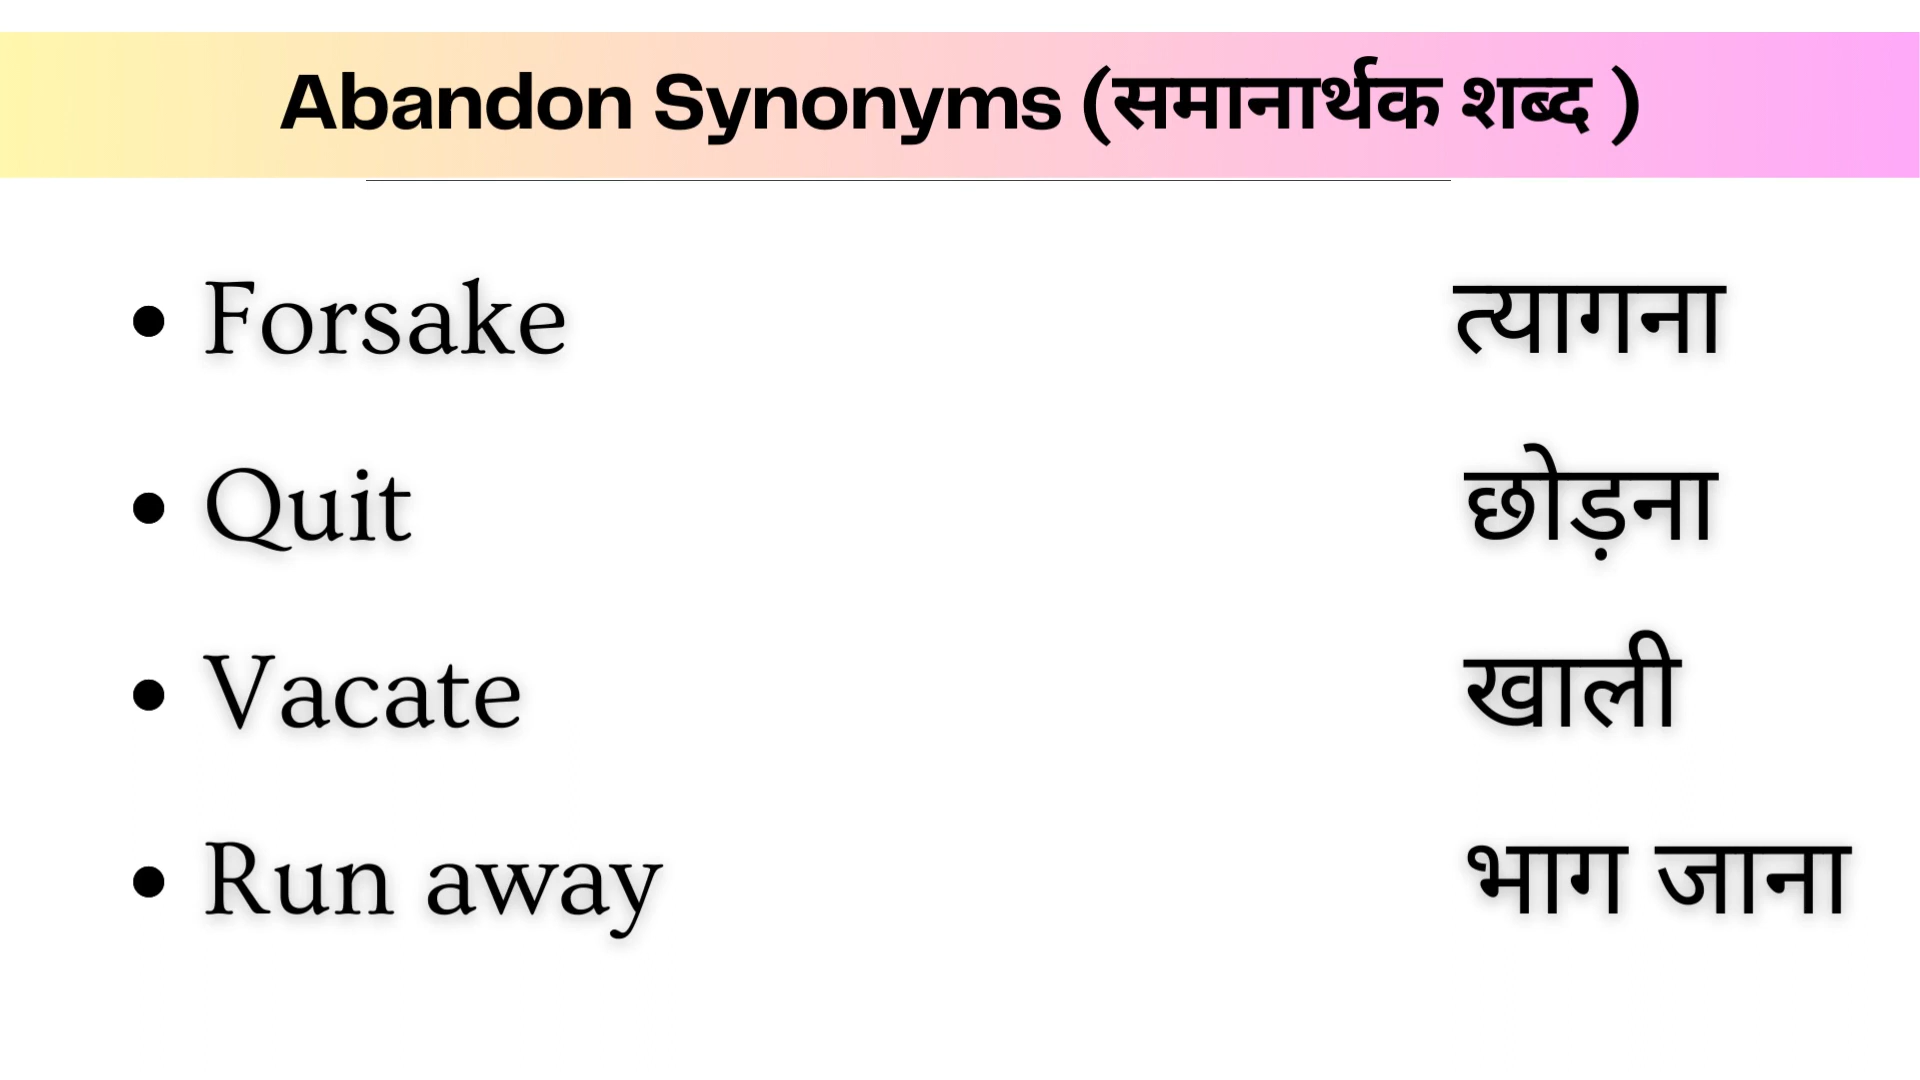 Abandon Synonyms (समानार्थक शब्द )
• Forsake त्यागना
• Quit छोड़ना
• Vacate खाली
• Run away भाग जाना